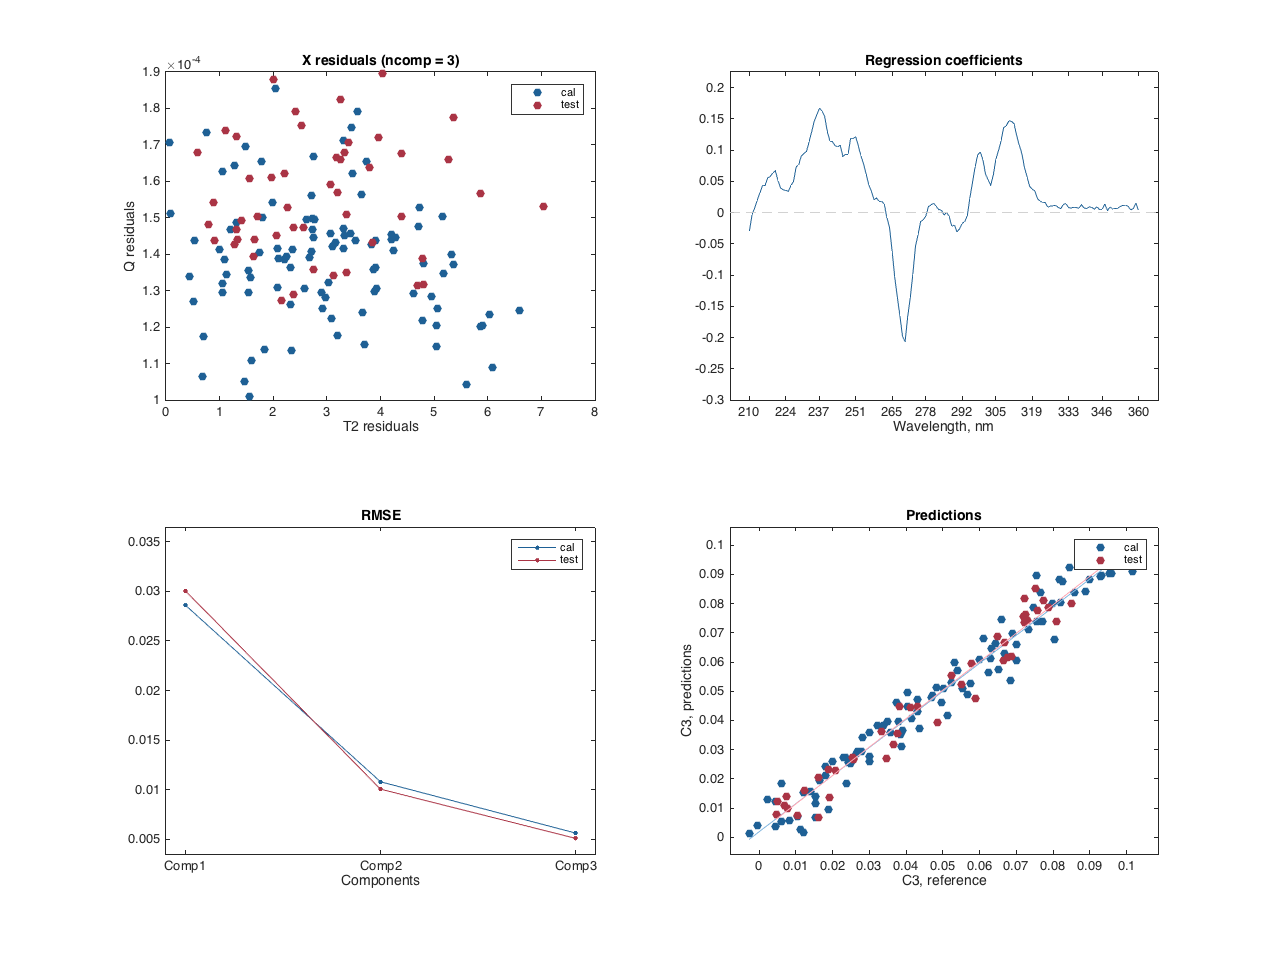 X residuals (ncomp = 3)
×10-4
1.9
1.8
1.7
1.6
1.5
1.4
1.3
1.2
1.1
1
Q residuals
cal
test
0 1 2 3 4 5 6 7 8
T2 residuals
Regression coefficients
0.2
0.15
0.1
0.05
0
-0.05
-0.1
-0.15
-0.2
-0.25
-0.3
210 224 237 251 265 278 292 305 319 333 346 360
Wavelength, nm
RMSE
0.035
0.03
0.025
0.02
0.015
0.01
0.005
cal
test
Comp1 Comp2 Comp3
Components
Predictions
0.1
0.09
0.08
0.07
0.06
0.05
0.04
0.03
0.02
0.01
0
C3, predictions
cal
test
0 0.01 0.02 0.03 0.04 0.05 0.06 0.07 0.08 0.09 0.1
C3, reference